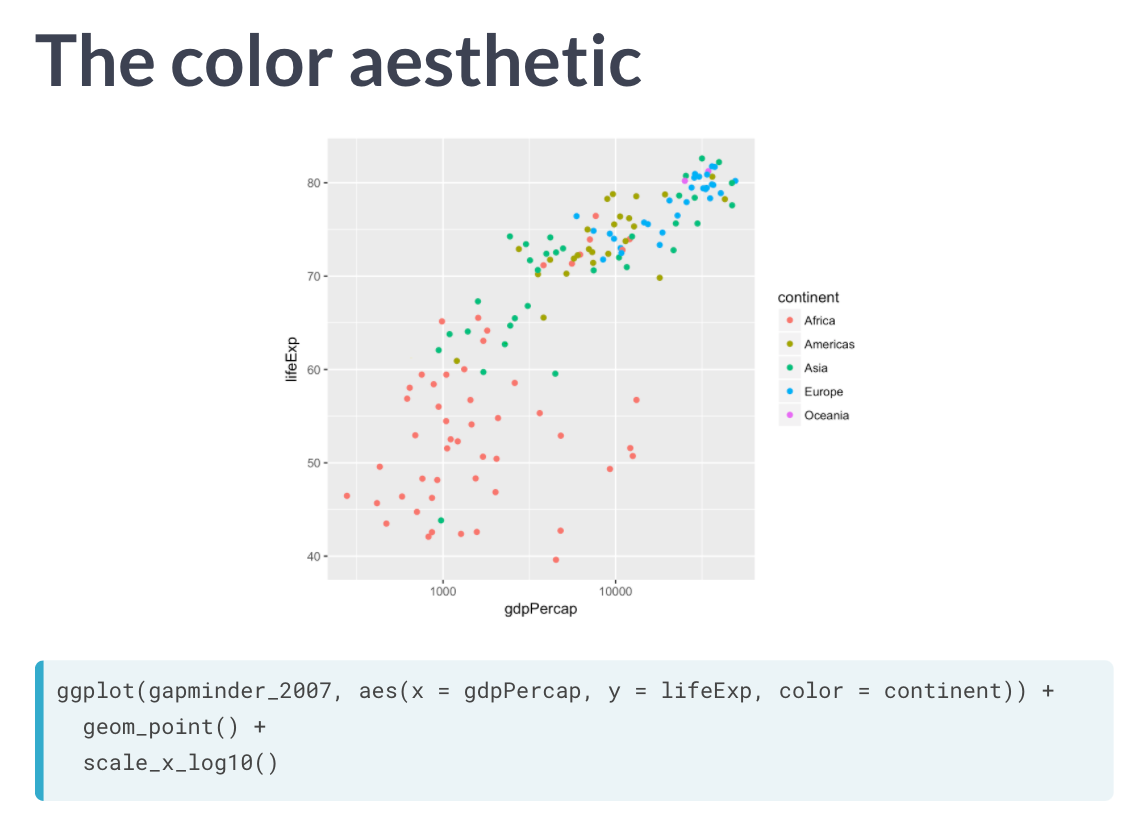 The color aesthetic
80
70
60
50
40
lifeExp
1000 10000
gdpPercap
continent
Africa
Americas
Asia
Europe
Oceania
ggplot(gapminder_2007, aes(x = gdpPercap, y = lifeExp, color = continent)) +
  geom_point() +
  scale_x_log10()